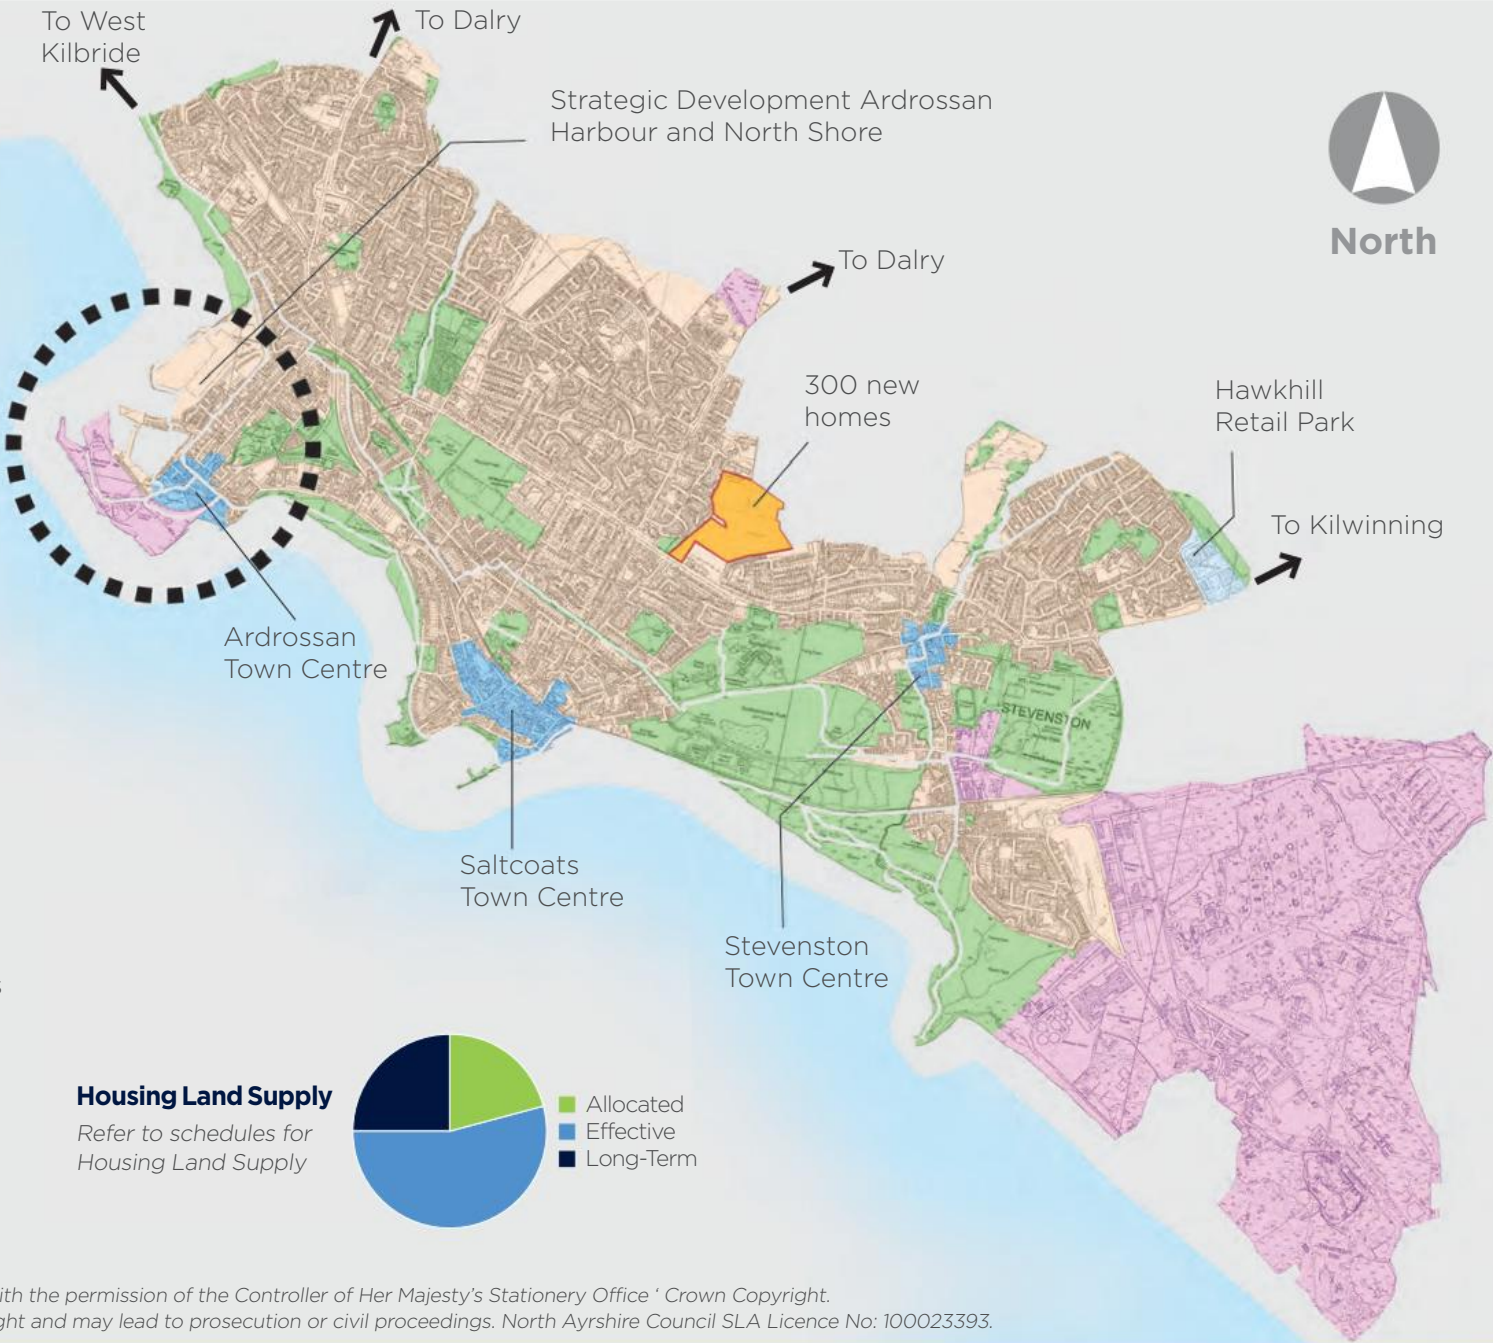 To West
Kilbride
To Dalry
Strategic Development Ardrossan
Harbour and North Shore
North
To Dalry
300 new
homes
Hawkhill
Retail Park
To Kilwinning
Ardrossan
Town Centre
STEVENSTON
Saltcoats
Town Centre
Stevenston
Town Centre
s
Housing Land Supply
Refer to schedules for
Housing Land Supply
Allocated
Effective
Long-Term
ith the permission of the Controller of Her Majesty's Stationery Office ‘ Crown Copyright.
ght and may lead to prosecution or civil proceedings. North Ayrshire Council SLA Licence No: 100023393.